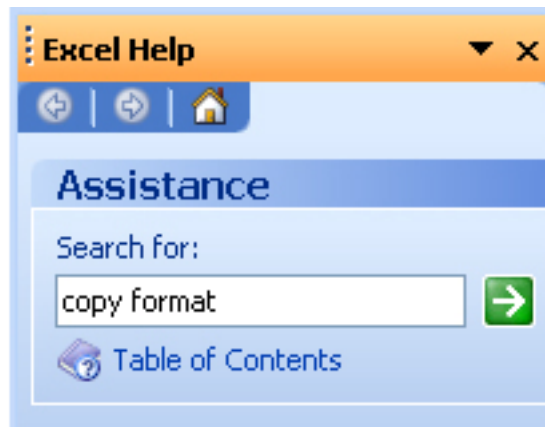 Excel Help
Assistance
Search for:
copy format
Table of Contents